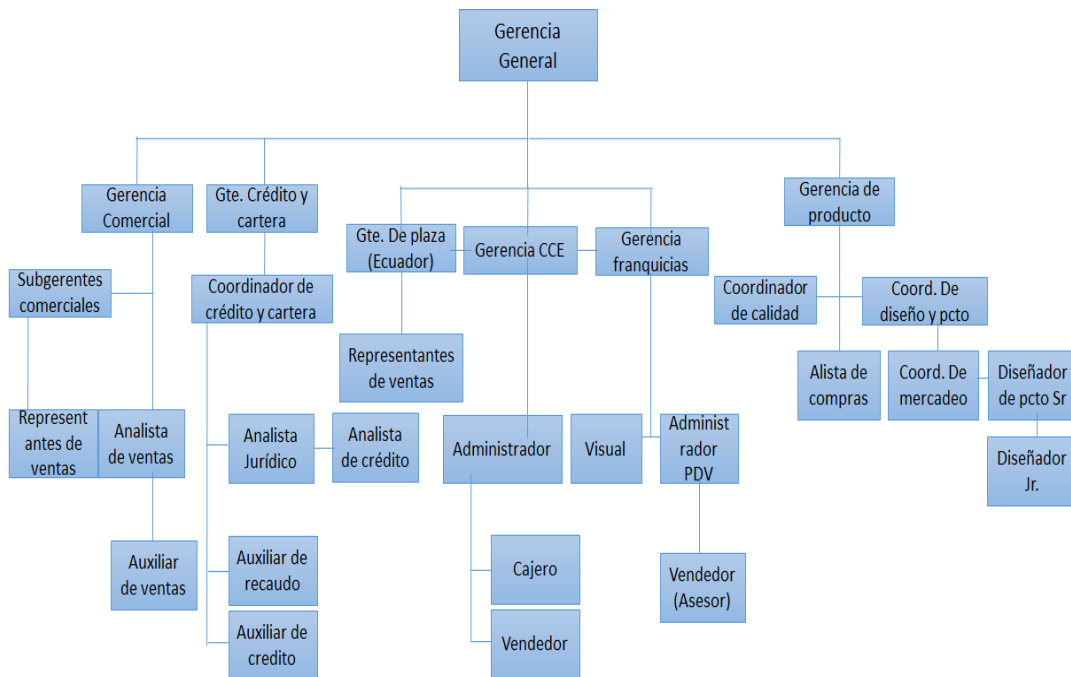 Gerencia
General
Gerencia
Comercial
Gte. Crédito y
cartera
Gte. De plaza
(Ecuador)
Gerencia CCE
Gerencia
franquicias
Gerencia de
producto
Subgerentes
comerciales
Coordinador de
crédito y cartera
Representantes
de ventas
Coordinador
de calidad
Coord. De
diseño y pcto
Represent
antes de
ventas
Analista
de ventas
Analista
Jurídico
Analista
de crédito
Administrador
Visual
Administ
rador
PDV
Alista de
compras
Coord. De
mercadeo
Diseñador
de pcto Sr
Diseñador
Jr.
Auxiliar
de ventas
Auxiliar de
recaudo
Auxiliar de
credito
Cajero
Vendedor
Vendedor
(Asesor)